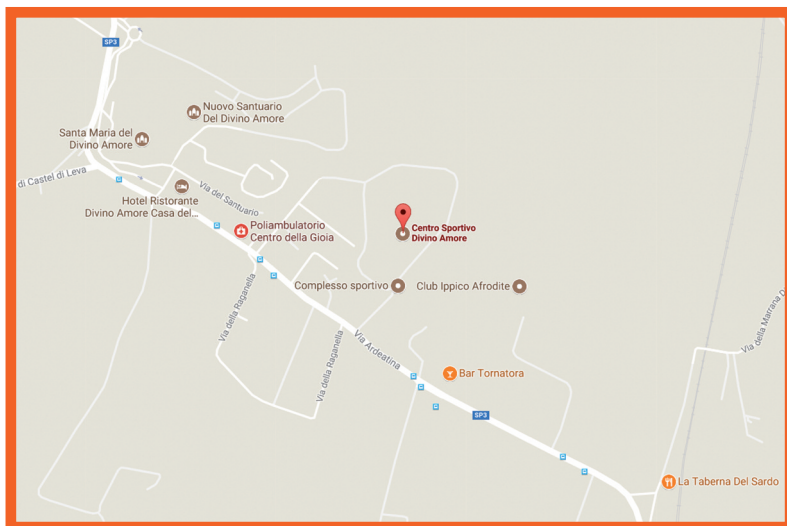 SP3
Nuovo Santuario
Del Divino Amore
Santa Maria del
Divino Amore
di Castel di Leva
Hotel Ristorante
Divino Amore Casa del...
Via del Santuario
Poliambulatorio
Centro della Gioia
Centro Sportivo
Divino Amore
Complesso sportivo
Club Ippico Afrodite
Via della Raganella
Via della Raganella
Via Ardeatina
Via della Marrana D
Bar Tornatora
SP3
La Taberna Del Sardo